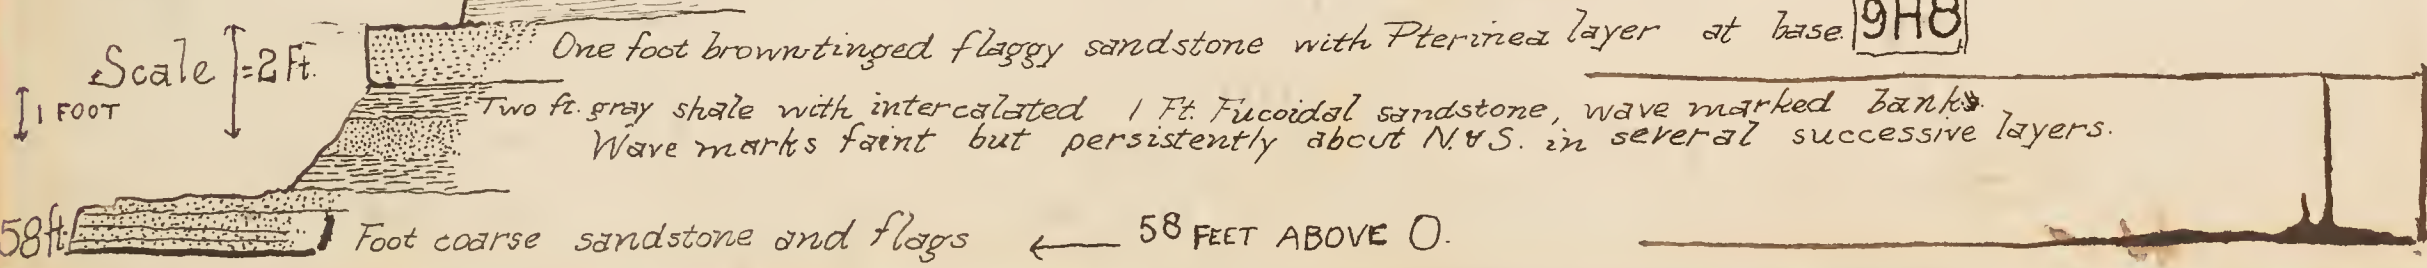 One foot brown-tinged flaggy sandstone with Pterinea layer at base. 9H8
Scale = 2 Ft.
1 FOOT
Two ft. gray shale with intercalated 1 Ft. Fucoidal sandstone, wave marked banks.
Wave marks faint but persistently about N. & S. in several successive layers.
58ft.
1 Foot coarse sandstone and flags ← 58 FEET ABOVE O.